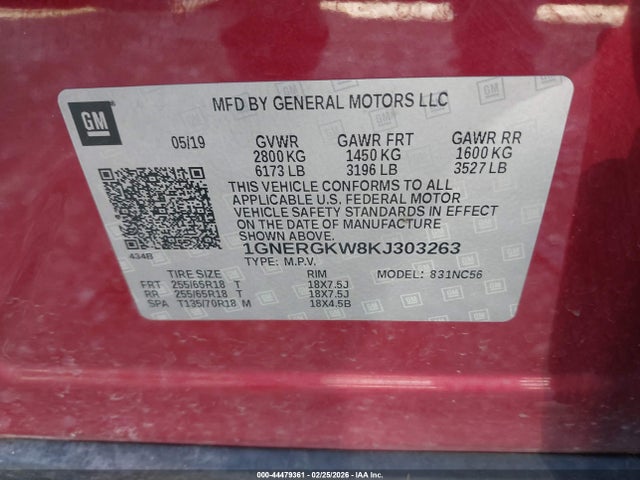 GM
MFD BY GENERAL MOTORS LLC
05/19 GVWR GAWR FRT GAWR RR
2800 KG 1450 KG 1600 KG
6173 LB 3196 LB 3527 LB
THIS VEHICLE CONFORMS TO ALL
APPLICABLE U.S. FEDERAL MOTOR
VEHICLE SAFETY STANDARDS IN EFFECT
ON THE DATE OF MANUFACTURE
SHOWN ABOVE.
434B
1GNERGKW8KJ303263
TYPE: M.P.V. MODEL: 831NC56
TIRE SIZE RIM
FRT 255/65R18 T 18X7.5J
RR 255/65R18 T 18X7.5J
SPA T135/70R18 M 18X4.5B
000-44479361 - 02/25/2026 - IAA Inc.